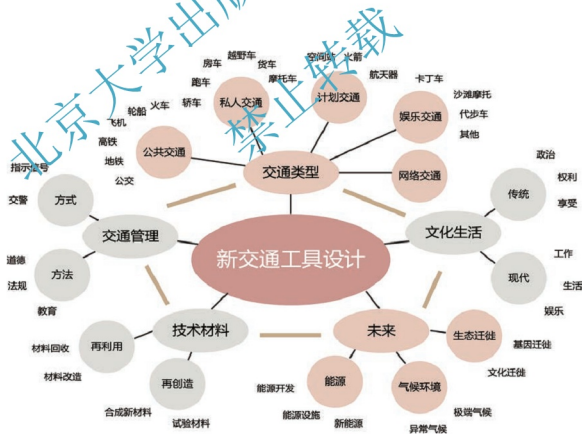 北京大学出版
禁止转载
新交通工具设计
交通类型
公共交通
公交
地铁
高铁
飞机
轮船
火车
私人交通
轿车
跑车
房车
越野车
货车
摩托车
计划交通
空间站
火箭
航天器
娱乐交通
卡丁车
沙滩摩托
代步车
其他
网络交通
文化生活
传统
政治
权利
享受
现代
工作
生活
娱乐
未来
生态迁徙
基因迁徙
文化迁徙
气候环境
极端气候
异常气候
能源
能源开发
能源设施
新能源
技术材料
再利用
材料回收
材料改造
再创造
合成新材料
试验材料
交通管理
方式
指示信号
交警
方法
道德
法规
教育